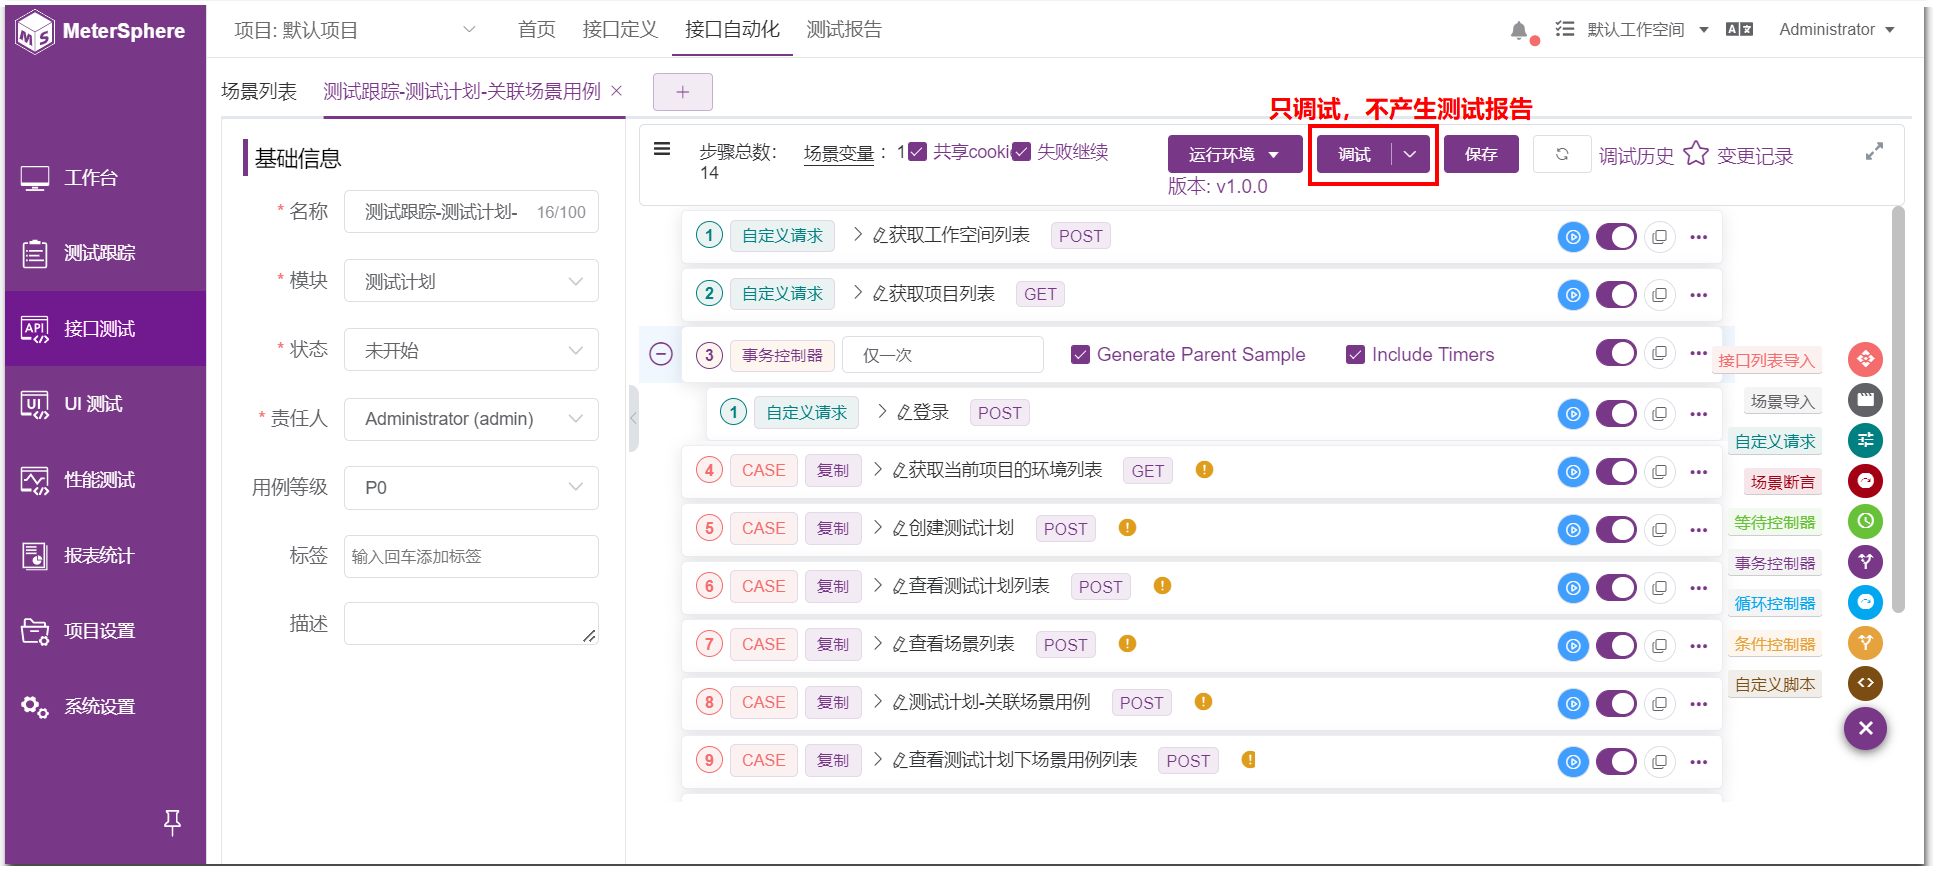 MeterSphere
项目: 默认项目
首页
接口定义
接口自动化
测试报告
默认工作空间
Administrator
场景列表
测试跟踪-测试计划-关联场景用例
只调试，不产生测试报告
工作台
测试跟踪
接口测试
UI 测试
性能测试
报表统计
项目设置
系统设置
基础信息
* 名称
测试跟踪-测试计划-
16/100
* 模块
测试计划
* 状态
未开始
* 责任人
Administrator (admin)
用例等级
P0
标签
输入回车添加标签
描述
步骤总数：
14
场景变量 : 1
共享cooki
失败继续
运行环境
调试
保存
调试历史
变更记录
版本: v1.0.0
1 自定义请求 获取工作空间列表 POST
2 自定义请求 获取项目列表 GET
3 事务控制器 仅一次 Generate Parent Sample Include Timers
1 自定义请求 登录 POST
4 CASE 复制 获取当前项目的环境列表 GET
5 CASE 复制 创建测试计划 POST
6 CASE 复制 查看测试计划列表 POST
7 CASE 复制 查看场景列表 POST
8 CASE 复制 测试计划-关联场景用例 POST
9 CASE 复制 查看测试计划下场景用例列表 POST
接口列表导入
场景导入
自定义请求
场景断言
等待控制器
事务控制器
循环控制器
条件控制器
自定义脚本